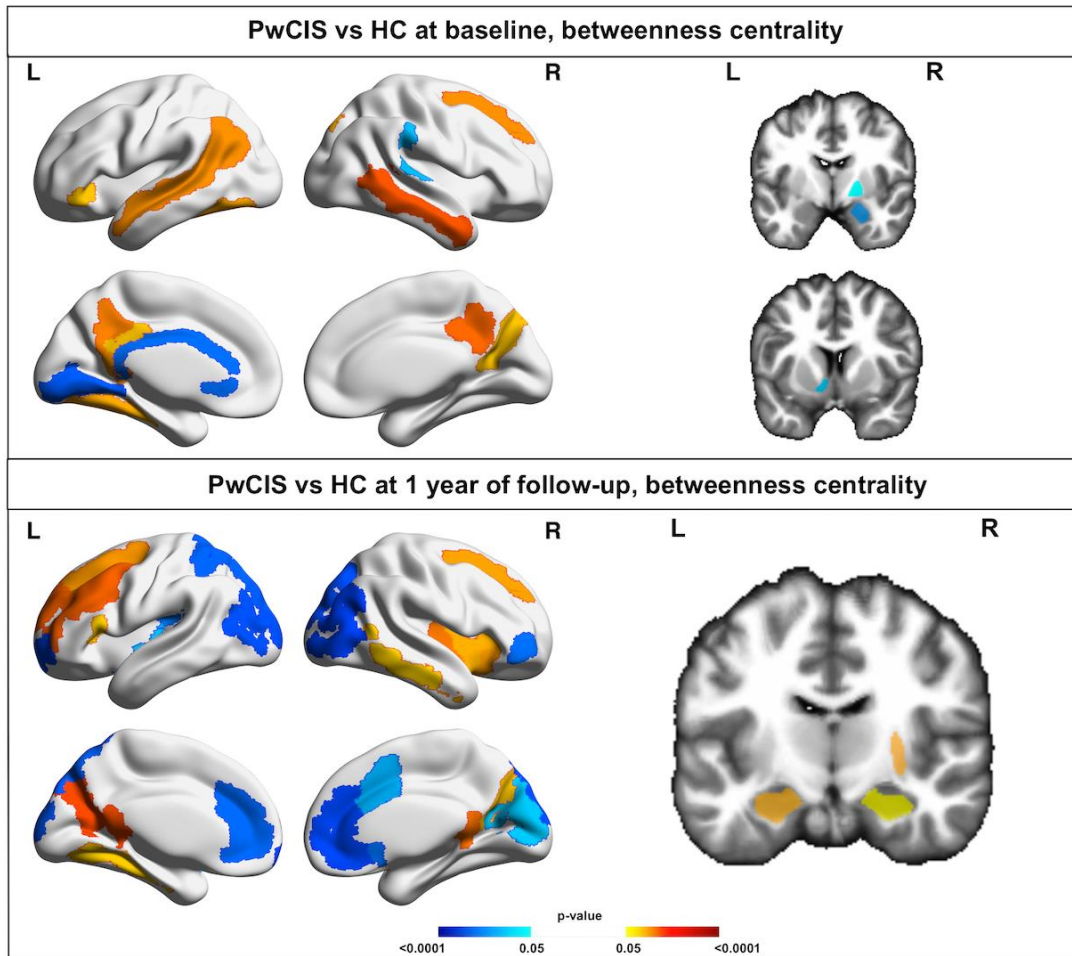 PwCIS vs HC at baseline, betweenness centrality
L R L R
PwCIS vs HC at 1 year of follow-up, betweenness centrality
L R L R
p-value
<0.0001 0.05 0.05 <0.0001